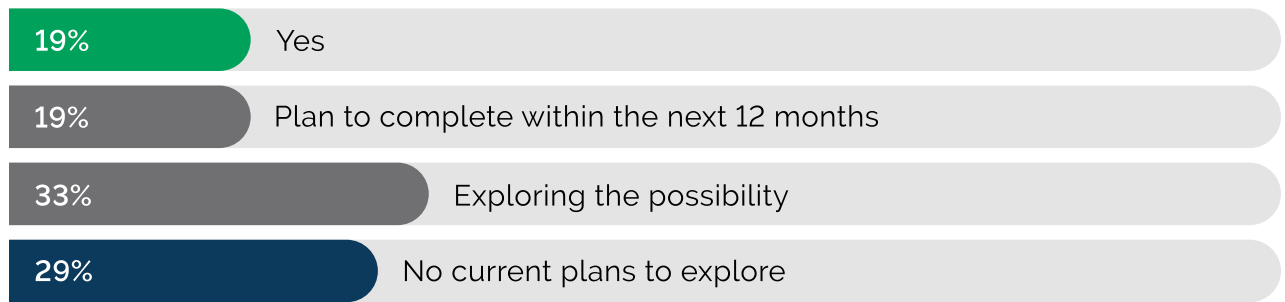 19% Yes
19% Plan to complete within the next 12 months
33% Exploring the possibility
29% No current plans to explore